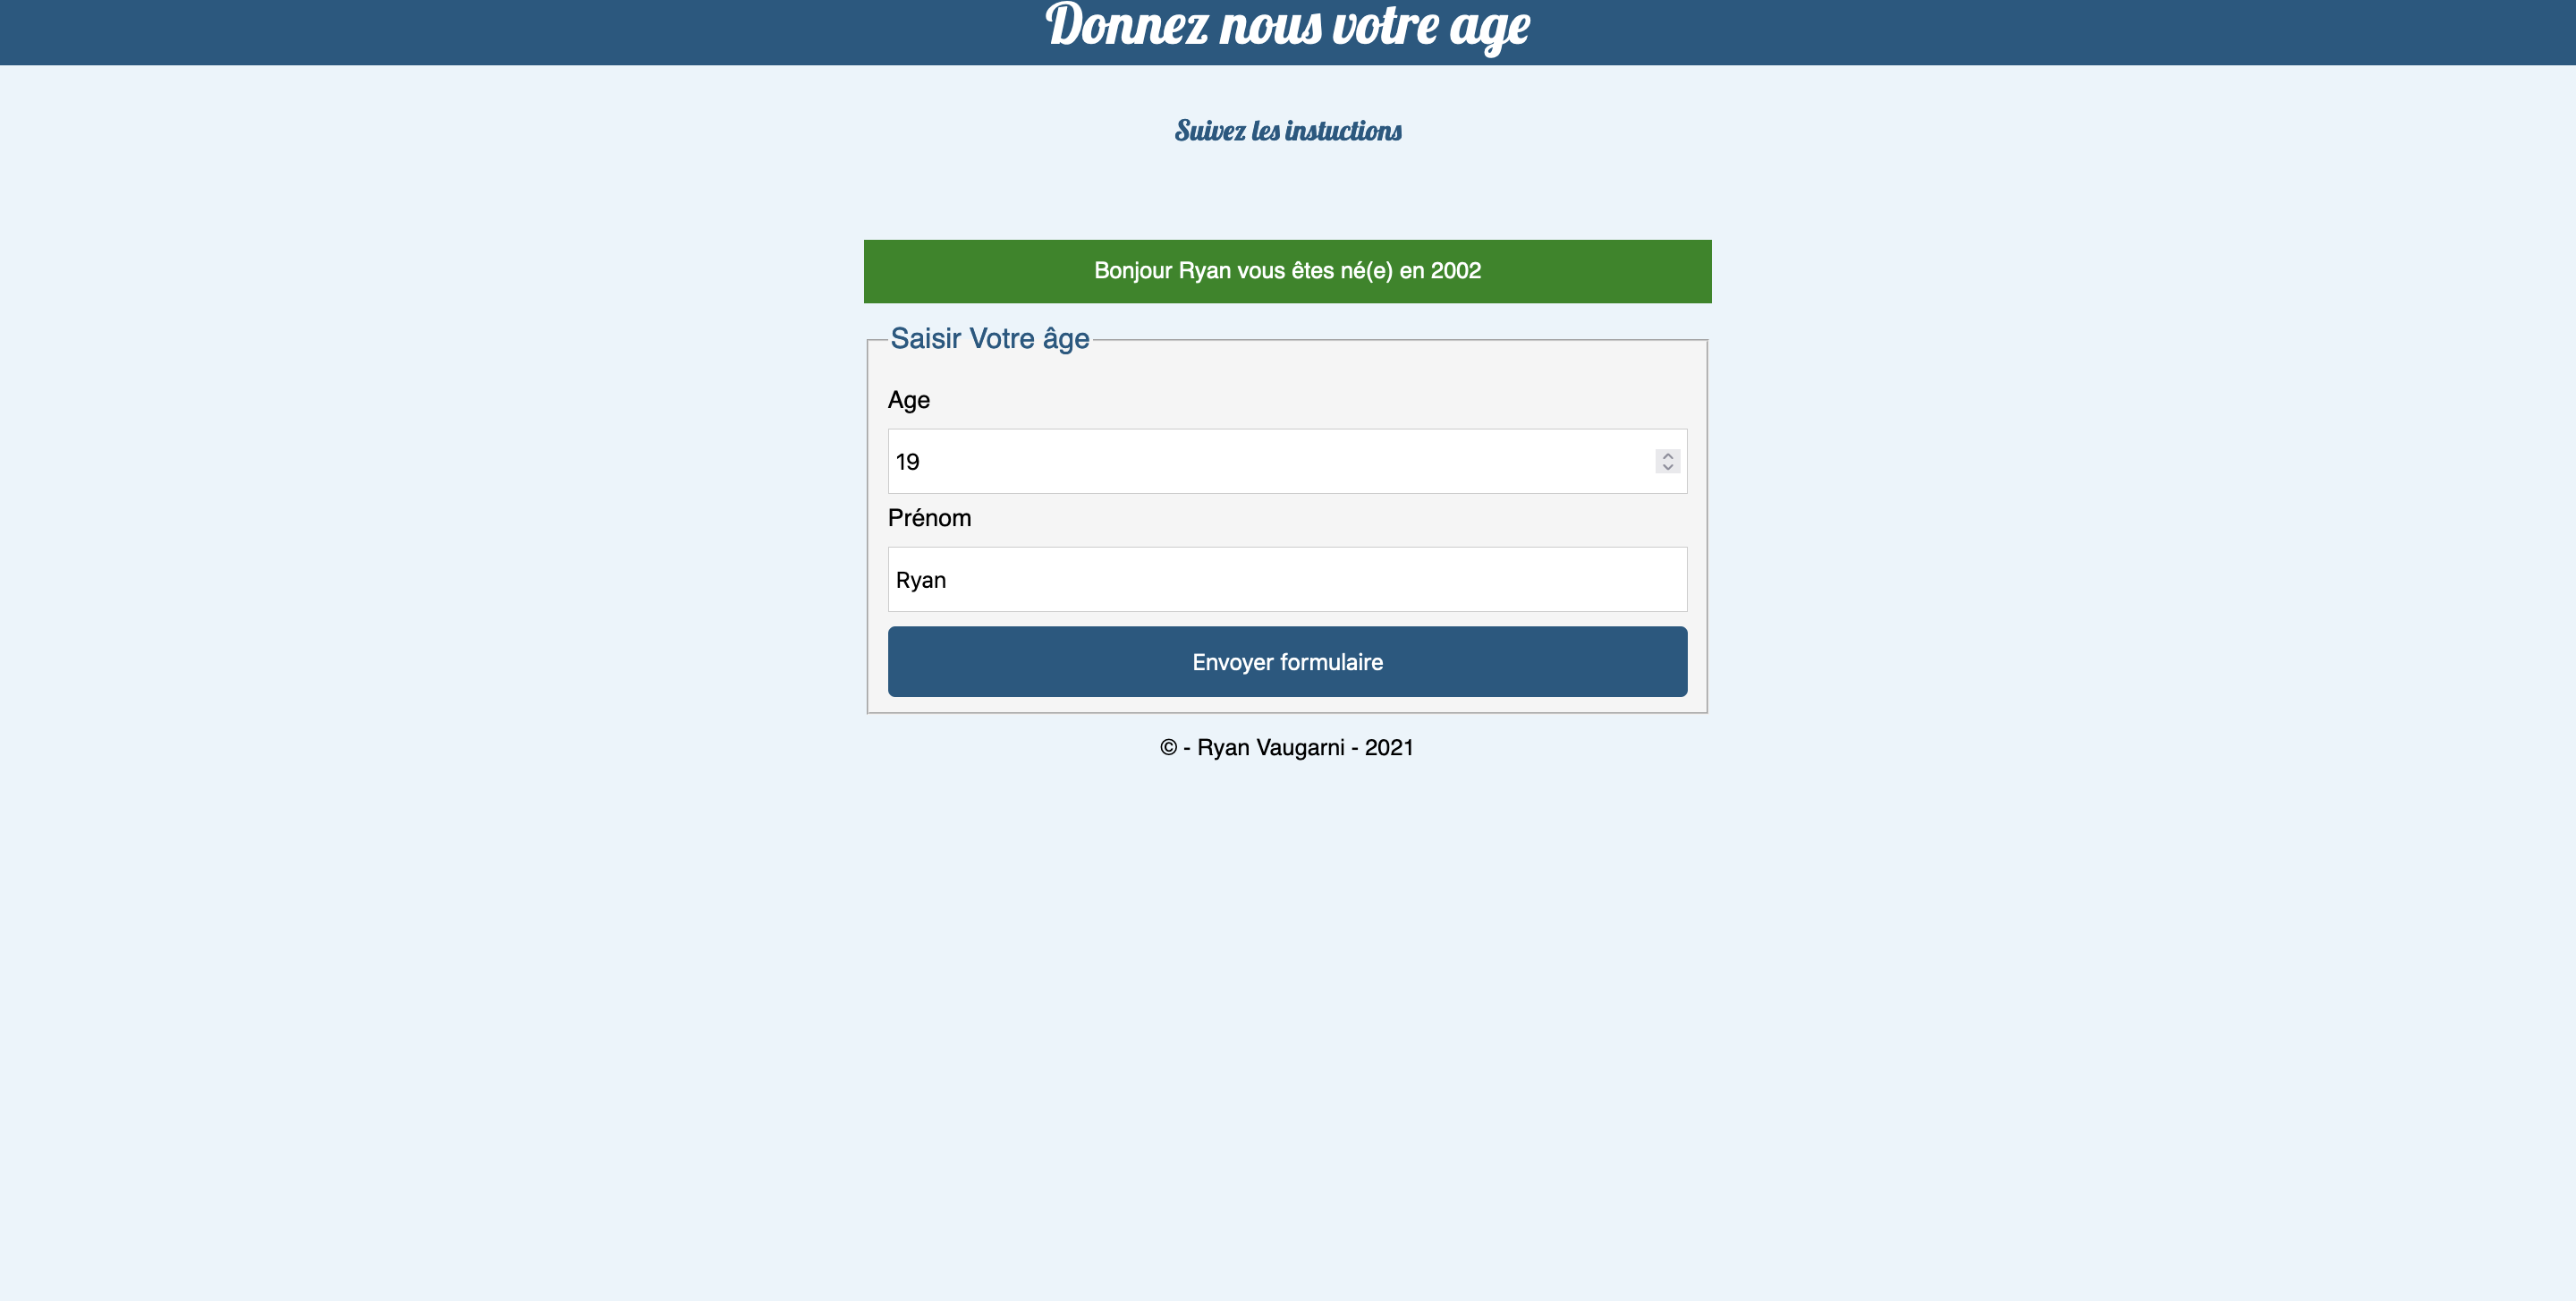 Donnez nous votre age
Suivez les instuctions
Bonjour Ryan vous êtes né(e) en 2002
Saisir Votre âge
Age
19
Prénom
Ryan
Envoyer formulaire
© - Ryan Vaugarni - 2021